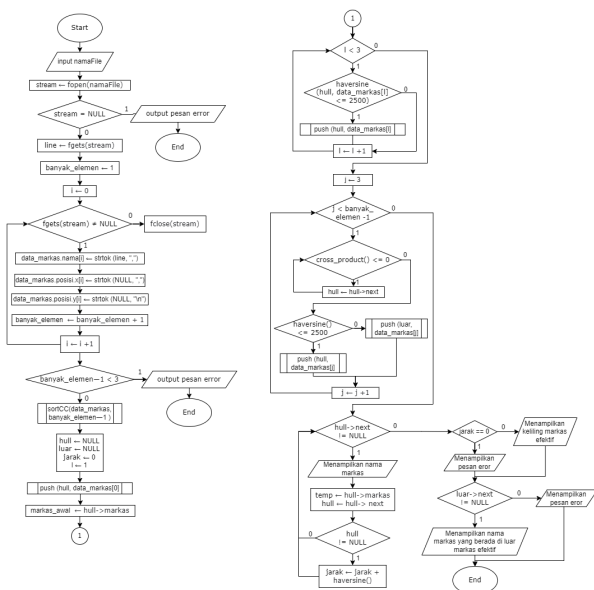 Start
input namaFile
stream ← fopen(namaFile)
stream = NULL
1
output pesan error
End
0
line ← fgets(stream)
banyak_elemen ← 1
i ← 0
fgets(stream) ≠ NULL
0
fclose(stream)
1
data_markas.nama[i] ← strtok (line, ",")
data_markas.posisi.x[i] ← strtok (NULL, ",")
data_markas.posisi.y[i] ← strtok (NULL, "\n")
banyak_elemen ← banyak_elemen + 1
i ← i +1
banyak_elemen−1 < 3
1
output pesan error
End
0
sortCC(data_markas,
banyak_elemen−1 )
hull ← NULL
luar ← NULL
Jarak ← 0
l ← 1
push (hull, data_markas[0]
markas_awal ← hull->markas
1
1
l < 3
0
1
haversine
(hull, data_markas[l]
<= 2500)
0
1
push (hull, data_markas[l]
l ← l +1
j ← 3
j < banyak_
elemen -1
0
1
cross_product() <= 0
0
1
hull ← hull->next
haversine()
<= 2500
0
push (luar,
data_markas[j]
1
push (hull,
data_markas[j]
j ← j +1
hull->next
!= NULL
0
1
Menampilkan nama
markas
temp ← hull->markas
hull ← hull-> next
hull
!= NULL
0
1
Jarak ← Jarak +
haversine()
jarak == 0
0
Menampilkan
keliling markas
efektif
1
Menampilkan
pesan eror
luar->next
!= NULL
0
Menampilkan
pesan eror
1
Menampilkan nama
markas yang berada di luar
markas efektif
End